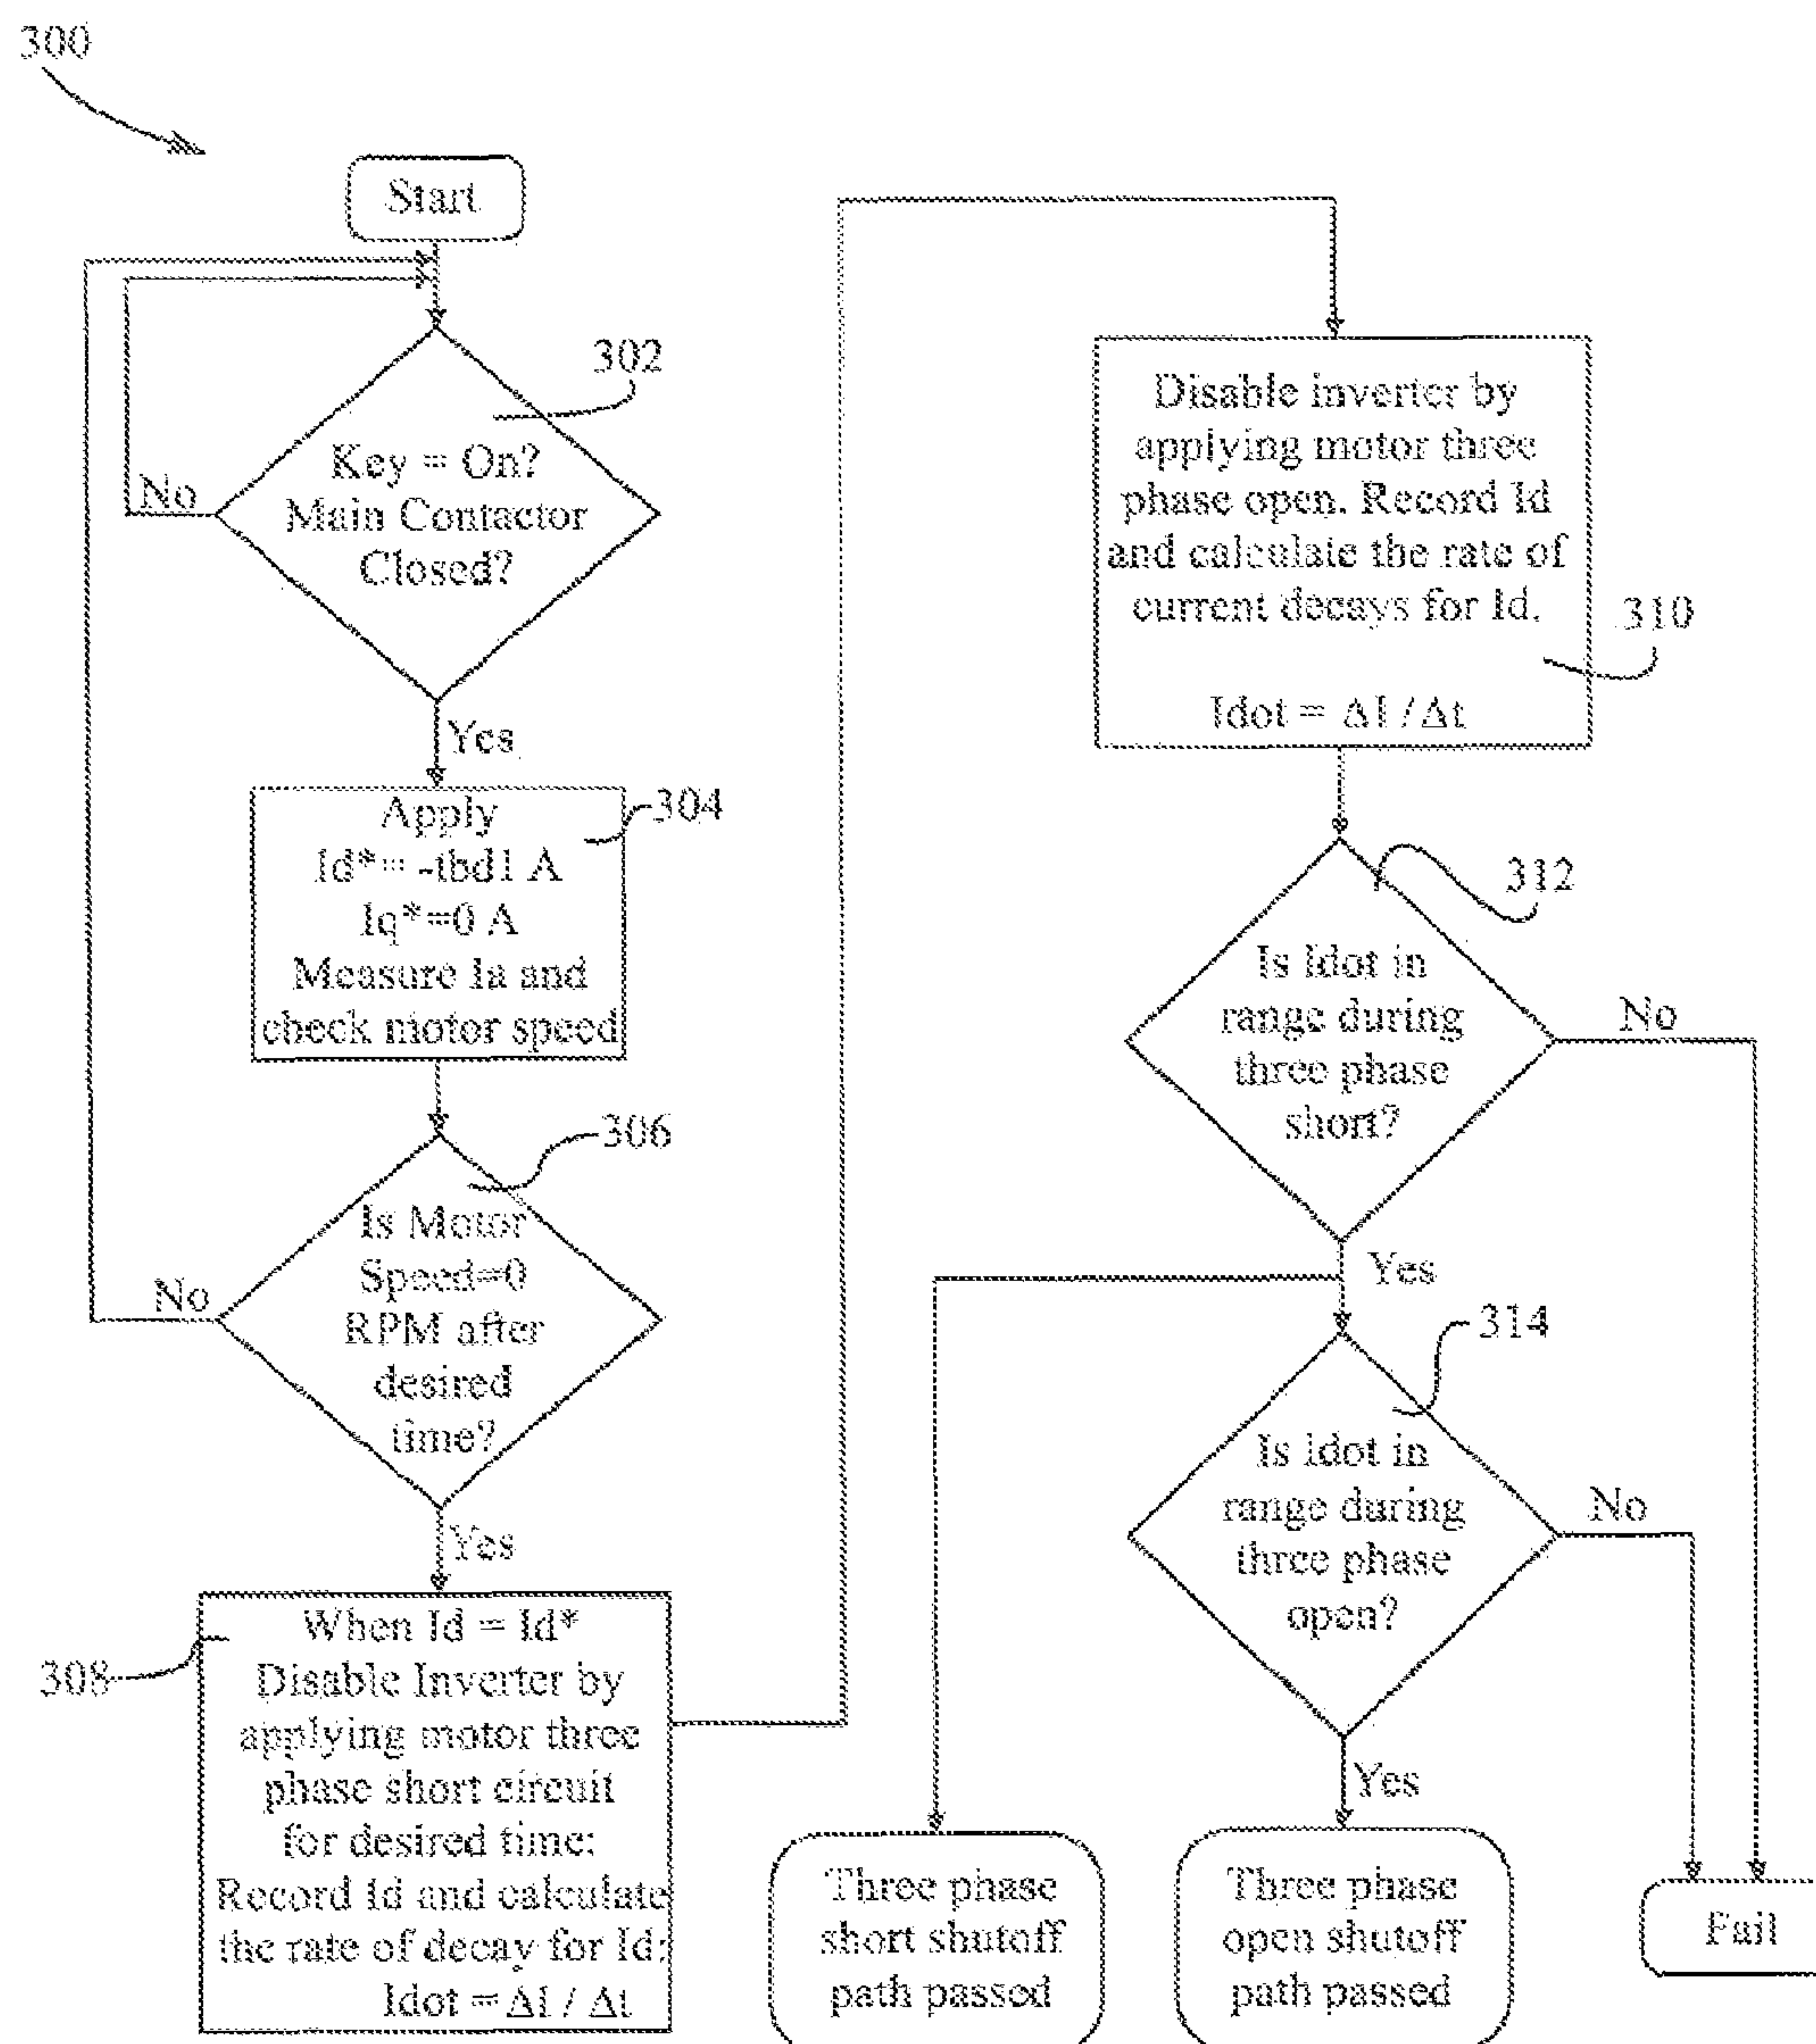 300
Start
302
Key = On?
Main Contactor
Closed?
No
Yes
304
Apply
Id*= -tbd1 A
Iq*=0 A
Measure Ia and
check motor speed
306
Is Motor
Speed=0
RPM after
desired
time?
No
Yes
308
When Id = Id*
Disable Inverter by
applying motor three
phase short circuit
for desired time:
Record Id and calculate
the rate of decay for Id:
Idot = ΔI / Δt
Disable inverter by
applying motor three
phase open. Record Id
and calculate the rate of
current decays for Id.
310
Idot = ΔI / Δt
312
Is Idot in
range during
three phase
short?
No
Yes
314
Is Idot in
range during
three phase
open?
No
Yes
Three phase
short shutoff
path passed
Three phase
open shutoff
path passed
Fail